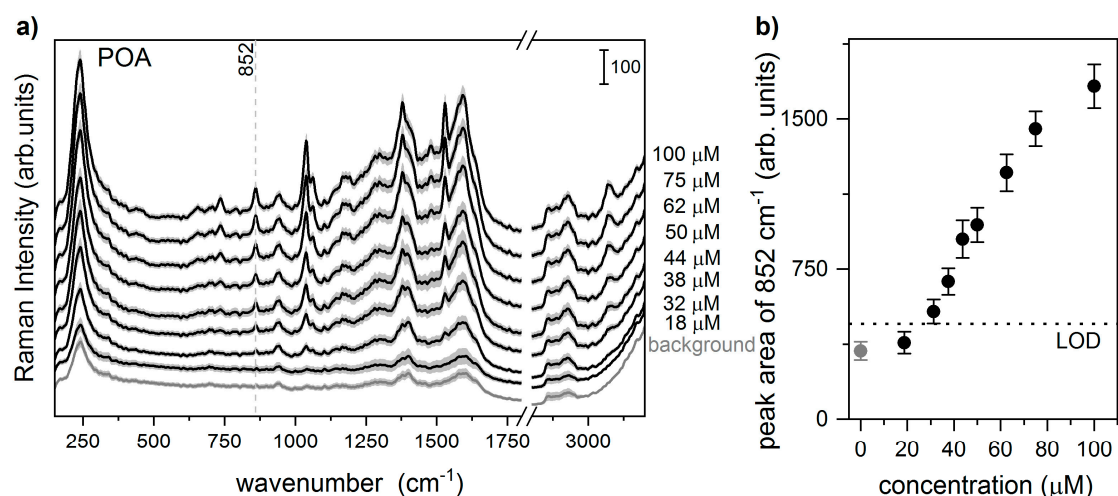 a)
POA
852
100
Raman Intensity (arb.units)
100 μM
75 μM
62 μM
50 μM
44 μM
38 μM
32 μM
18 μM
background
250 500 750 1000 1250 1500 1750 3000
wavenumber (cm-1)
b)
peak area of 852 cm-1 (arb. units)
1500
750
0
LOD
0 20 40 60 80 100
concentration (μM)